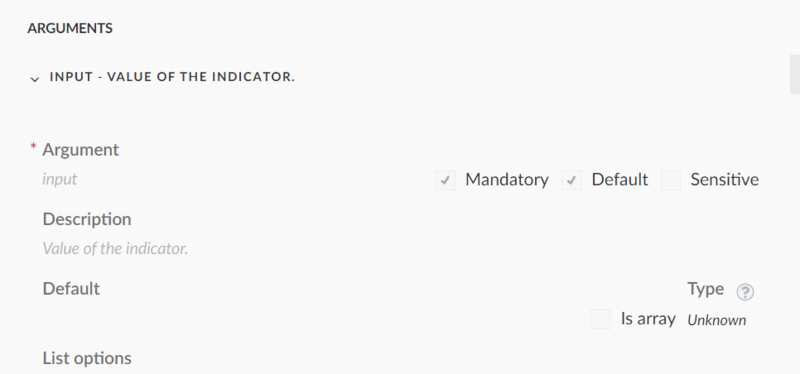 ARGUMENTS
INPUT - VALUE OF THE INDICATOR.
* Argument
input Mandatory Default Sensitive
Description
Value of the indicator.
Default Type ?
Is array Unknown
List options